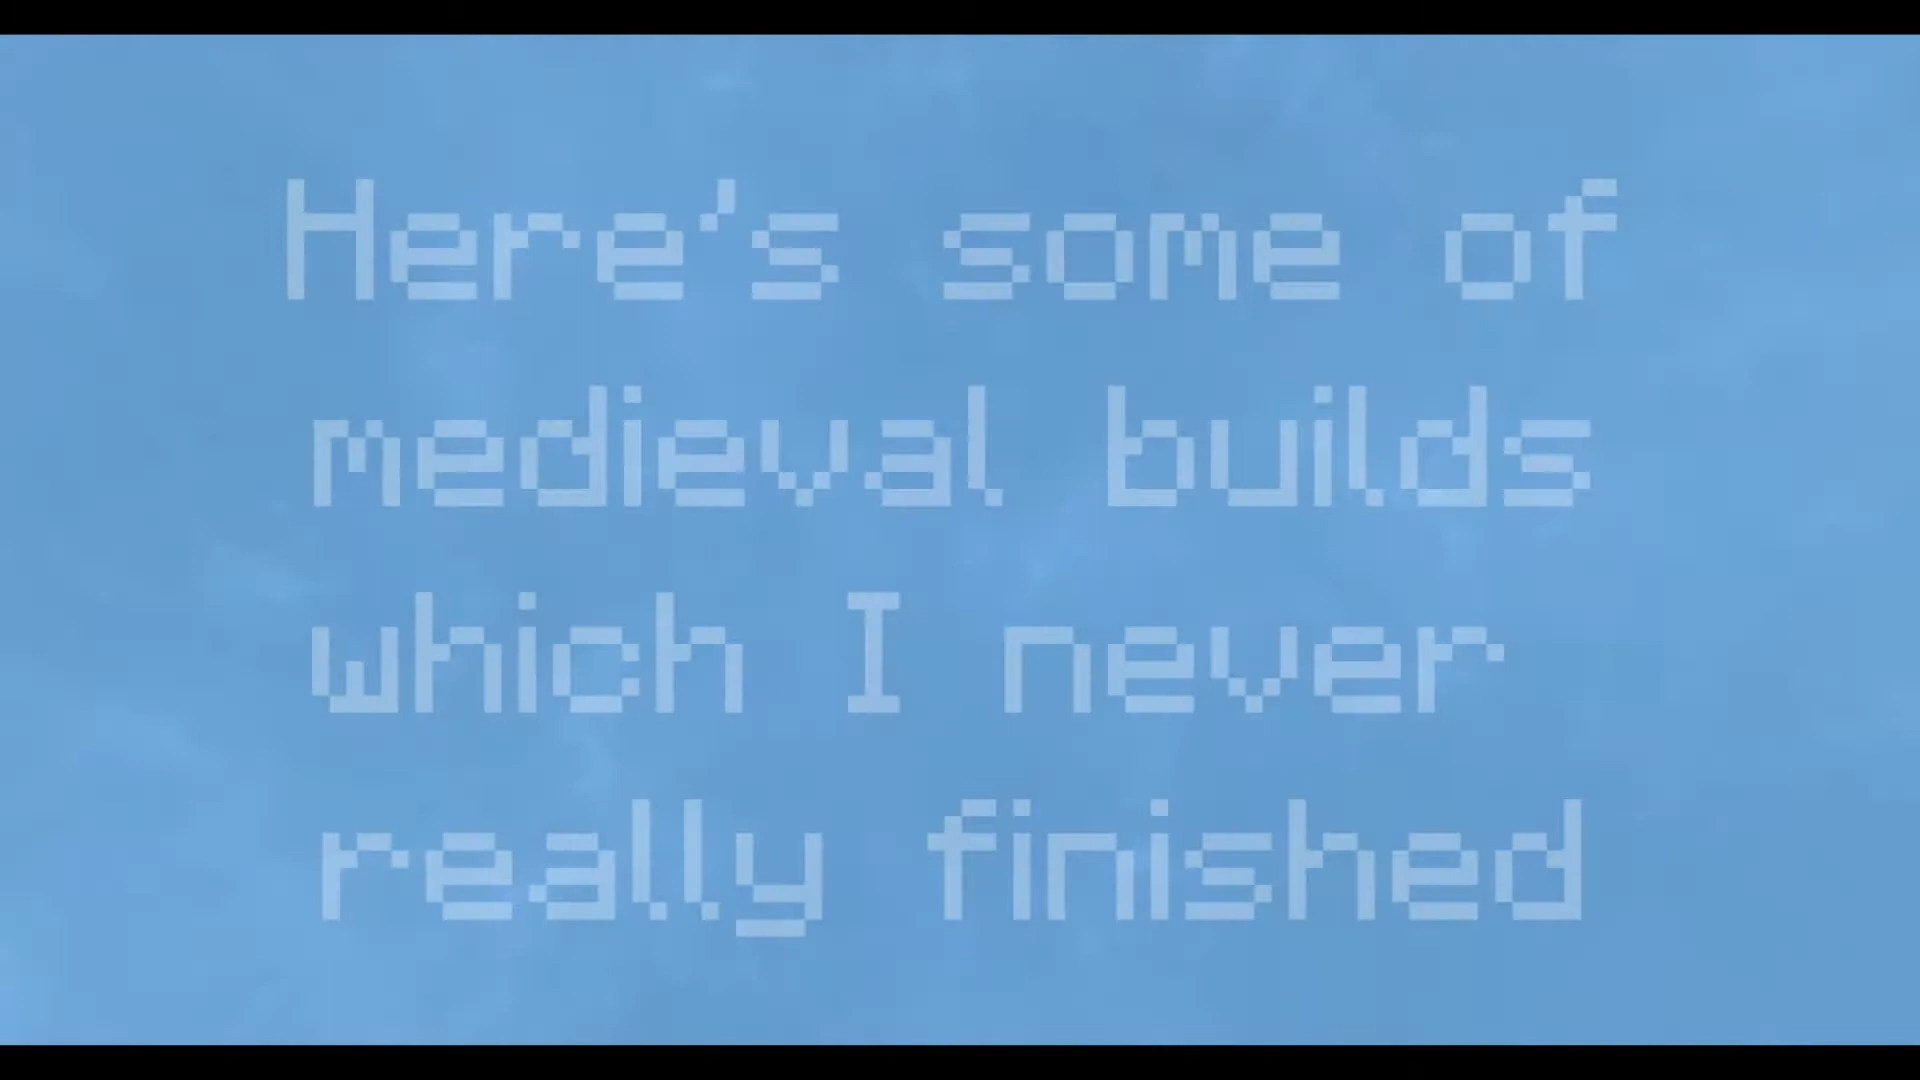 Here's some of
medieval builds
which I never
really finished